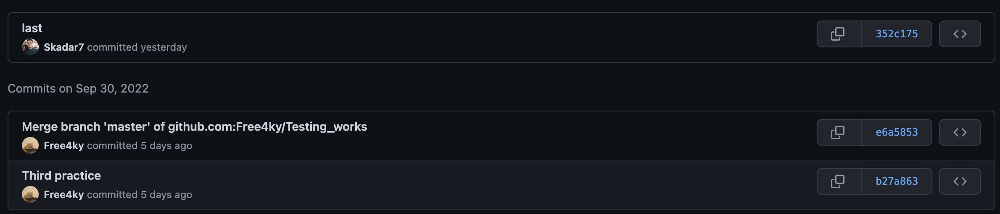 last
352c175
Skadar7 committed yesterday
Commits on Sep 30, 2022
Merge branch 'master' of github.com:Free4ky/Testing_works
e6a5853
Free4ky committed 5 days ago
Third practice
b27a863
Free4ky committed 5 days ago